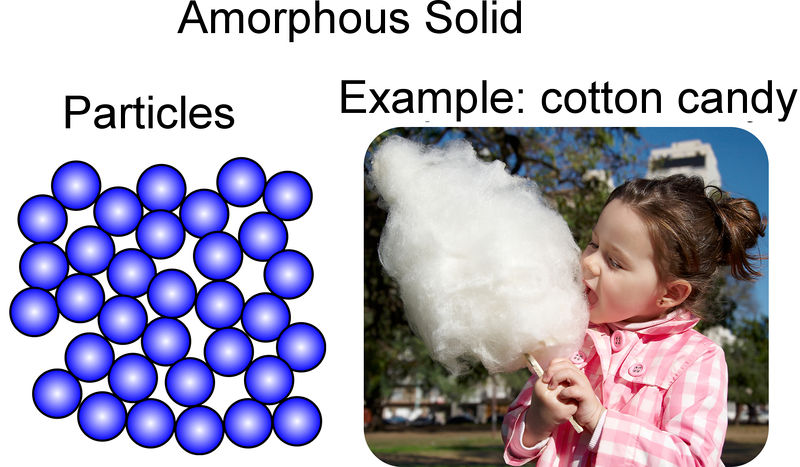 Amorphous Solid
Particles
Example: cotton candy